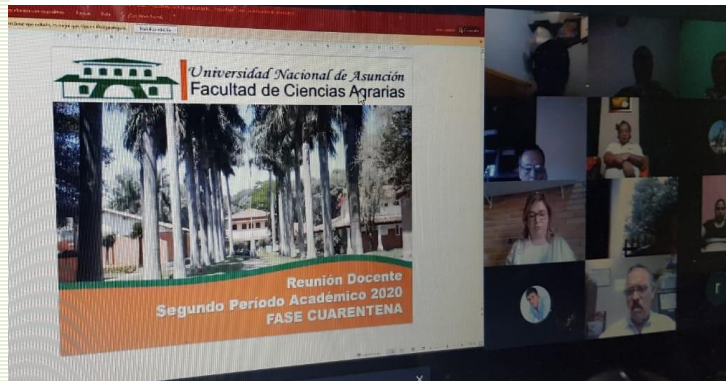 Universidad Nacional de Asunción
Facultad de Ciencias Agrarias
Reunión Docente
Segundo Período Académico 2020
FASE CUARENTENA